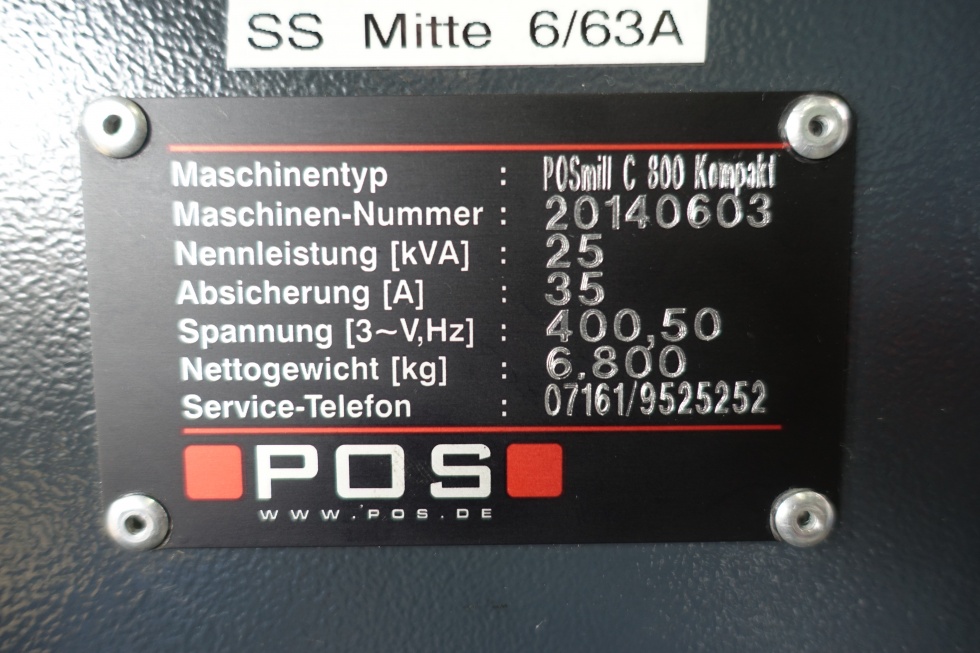 SS Mitte 6/63A
Maschinentyp : POSmill C 800 Kompakt
Maschinen-Nummer : 20140603
Nennleistung [kVA] : 25
Absicherung [A] : 35
Spannung [3~V,Hz] : 400,50
Nettogewicht [kg] : 6.800
Service-Telefon : 07161/9525252
POS
WWW.POS.DE